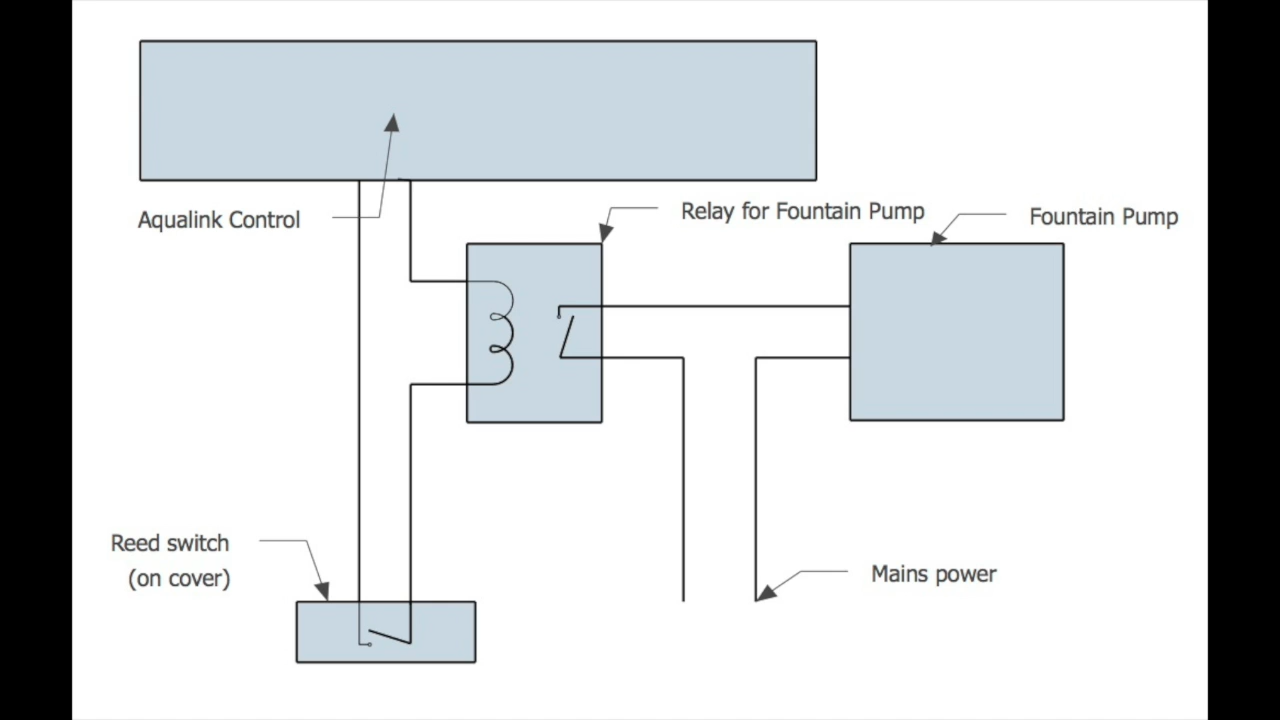 Aqualink Control
Relay for Fountain Pump
Fountain Pump
Reed switch
(on cover)
Mains power